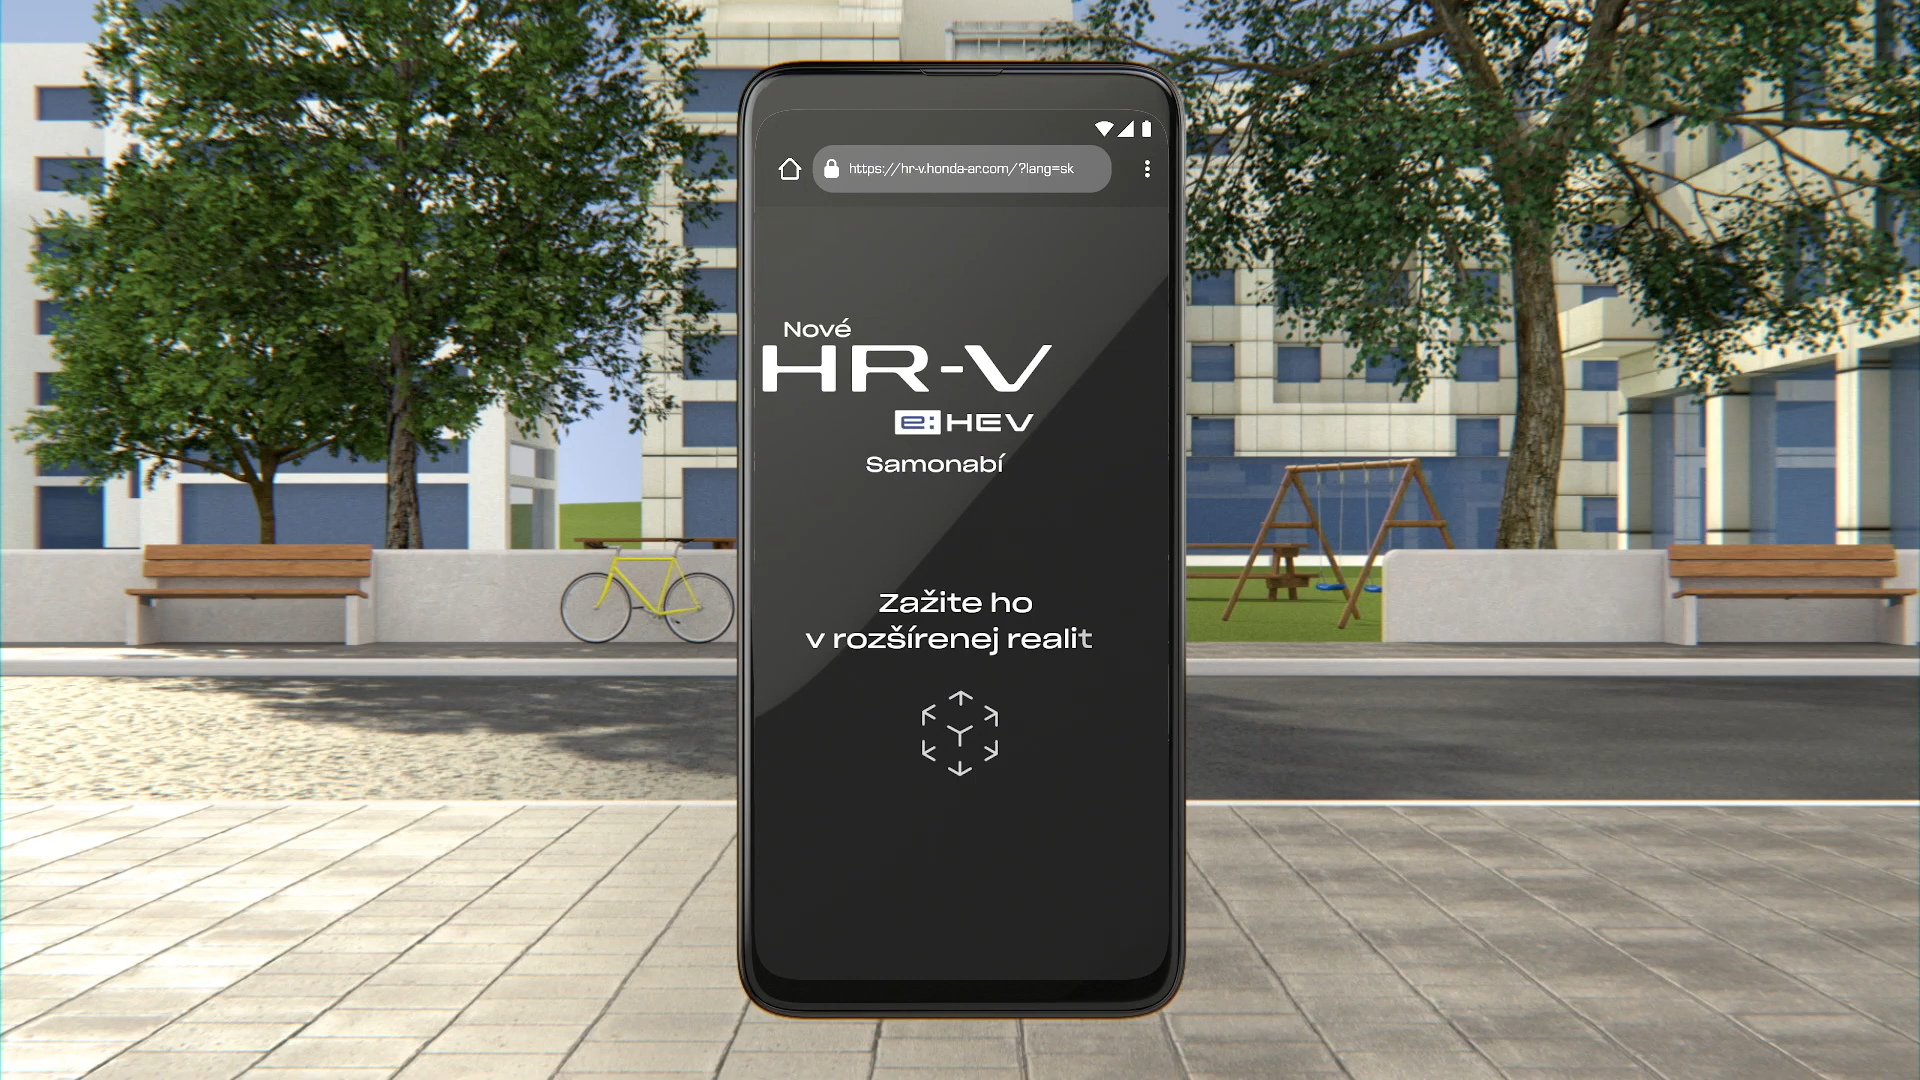 https://hr-v.honda-ar.com/?lang=sk
Nové
HR-V
e:HEV
Samonabí
Zažite ho
v rozšírenej realit